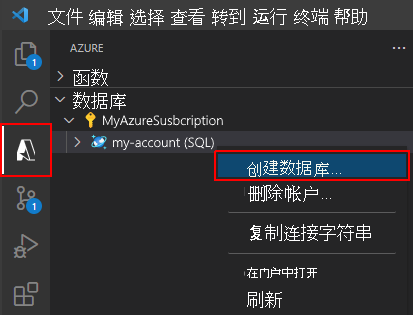 文件 编辑 选择 查看 转到 运行 终端 帮助
AZURE
1
函数
数据库
MyAzureSusbcription
my-account (SQL)
创建数据库...
1
删除帐户...
复制连接字符串
在门户中打开
刷新